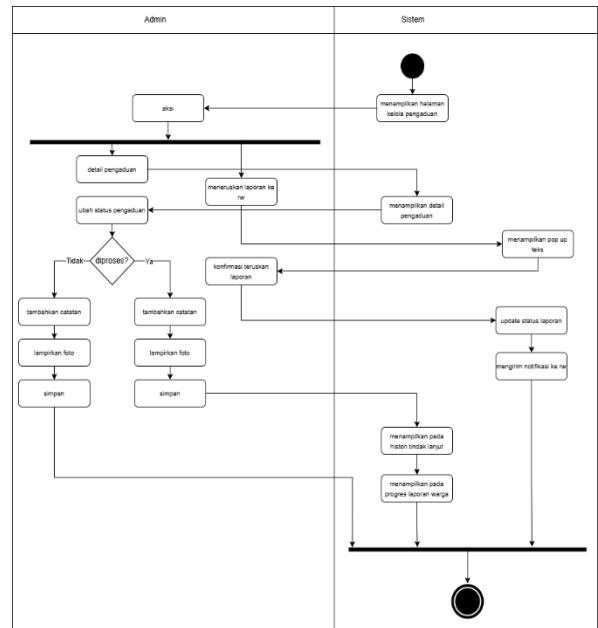 Admin
Sistem
menampilkan halaman
kelola pengaduan
aksi
detail pengaduan
meneruskan laporan ke
rw
menampilkan detail
pengaduan
ubah status pengaduan
menampilkan pop up
teks
Tidak
diproses?
Ya
konfirmasi teruskan
laporan
tambahkan catatan
tambahkan catatan
update status laporan
lampirkan foto
lampirkan foto
mengirim notifikasi ke rw
simpan
simpan
menampilkan pada
histori tindak lanjut
menampilkan pada
progres laporan warga